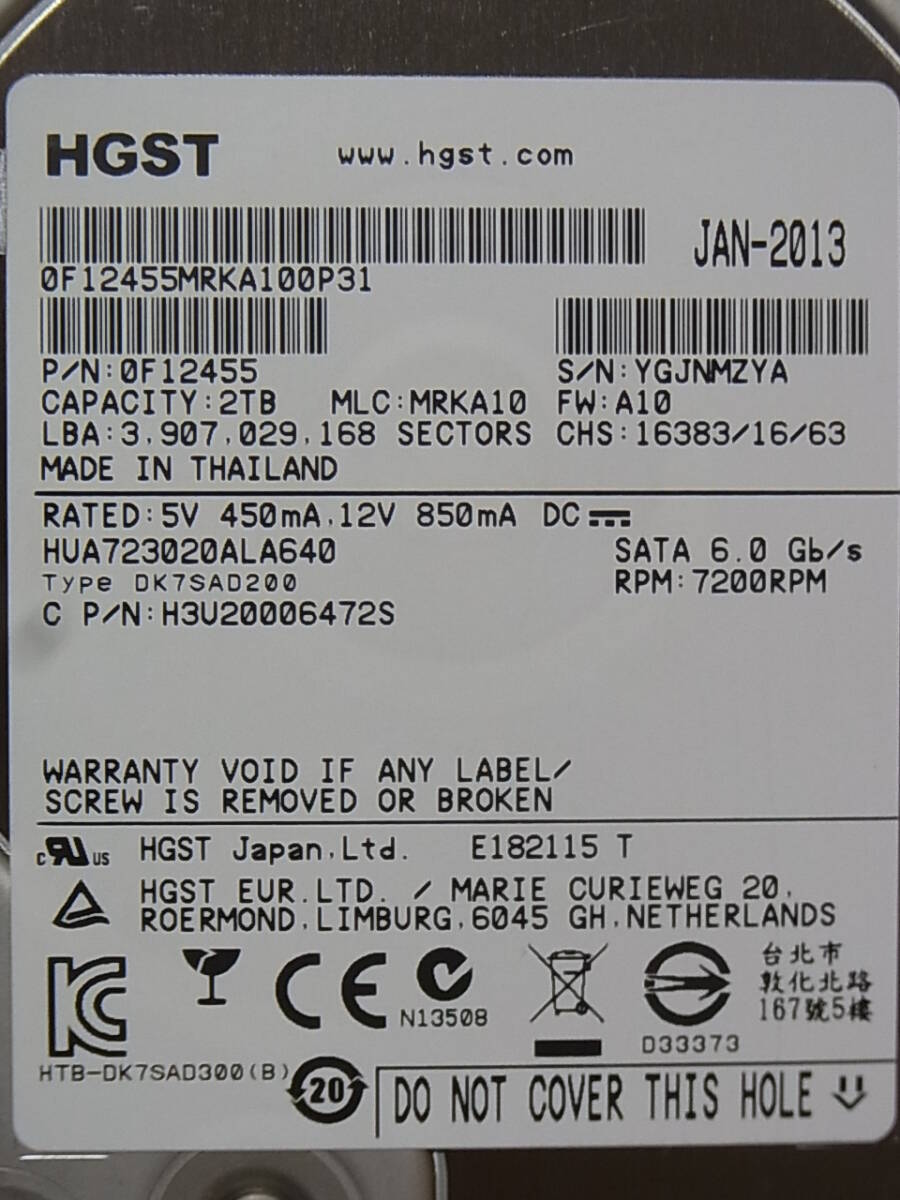 HGST www.hgst.com
JAN-2013
0F12455MRKA100P31
P/N:0F12455 S/N:YGJNMZYA
CAPACITY:2TB MLC:MRKA10 FW:A10
LBA:3,907,029,168 SECTORS CHS:16383/16/63
MADE IN THAILAND
RATED:5V 450mA,12V 850mA DC
HUA723020ALA640 SATA 6.0 Gb/s
Type DK7SAD200 RPM:7200RPM
C P/N:H3U20006472S
WARRANTY VOID IF ANY LABEL/
SCREW IS REMOVED OR BROKEN
c RU US HGST Japan,Ltd. E182115 T
HGST EUR.LTD. / MARIE CURIEWEG 20,
ROERMOND,LIMBURG,6045 GH,NETHERLANDS
台北市
敦化北路
167號5樓
CE
N13508
D33373
HTB-DK7SAD300(B)
20
DO NOT COVER THIS HOLE